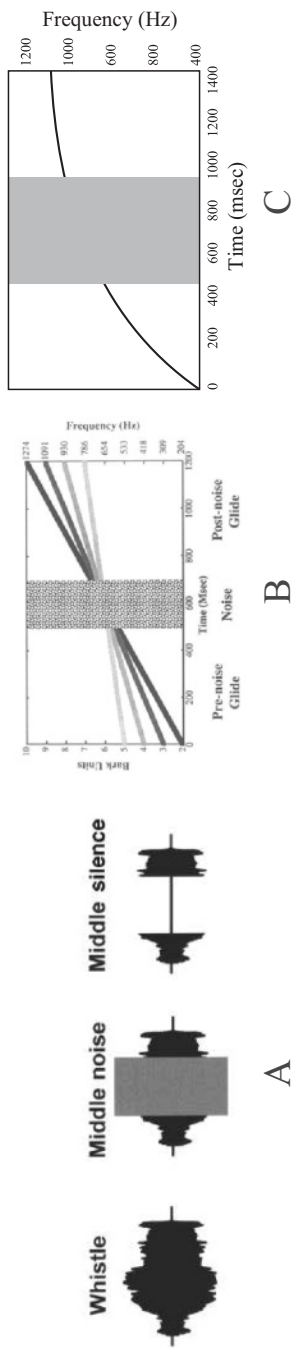 Whistle
Middle noise
Middle silence
A
Bark Units
10
9
8
7
6
5
4
3
2
Frequency (Hz)
1274
1091
930
786
654
533
418
309
204
0 200 400 600 800 1000 1200
Time (Msec)
Pre-noise Noise Post-noise
Glide Glide
B
Frequency (Hz)
1200
1000
800
600
400
0 200 400 600 800 1000 1200 1400
Time (msec)
C